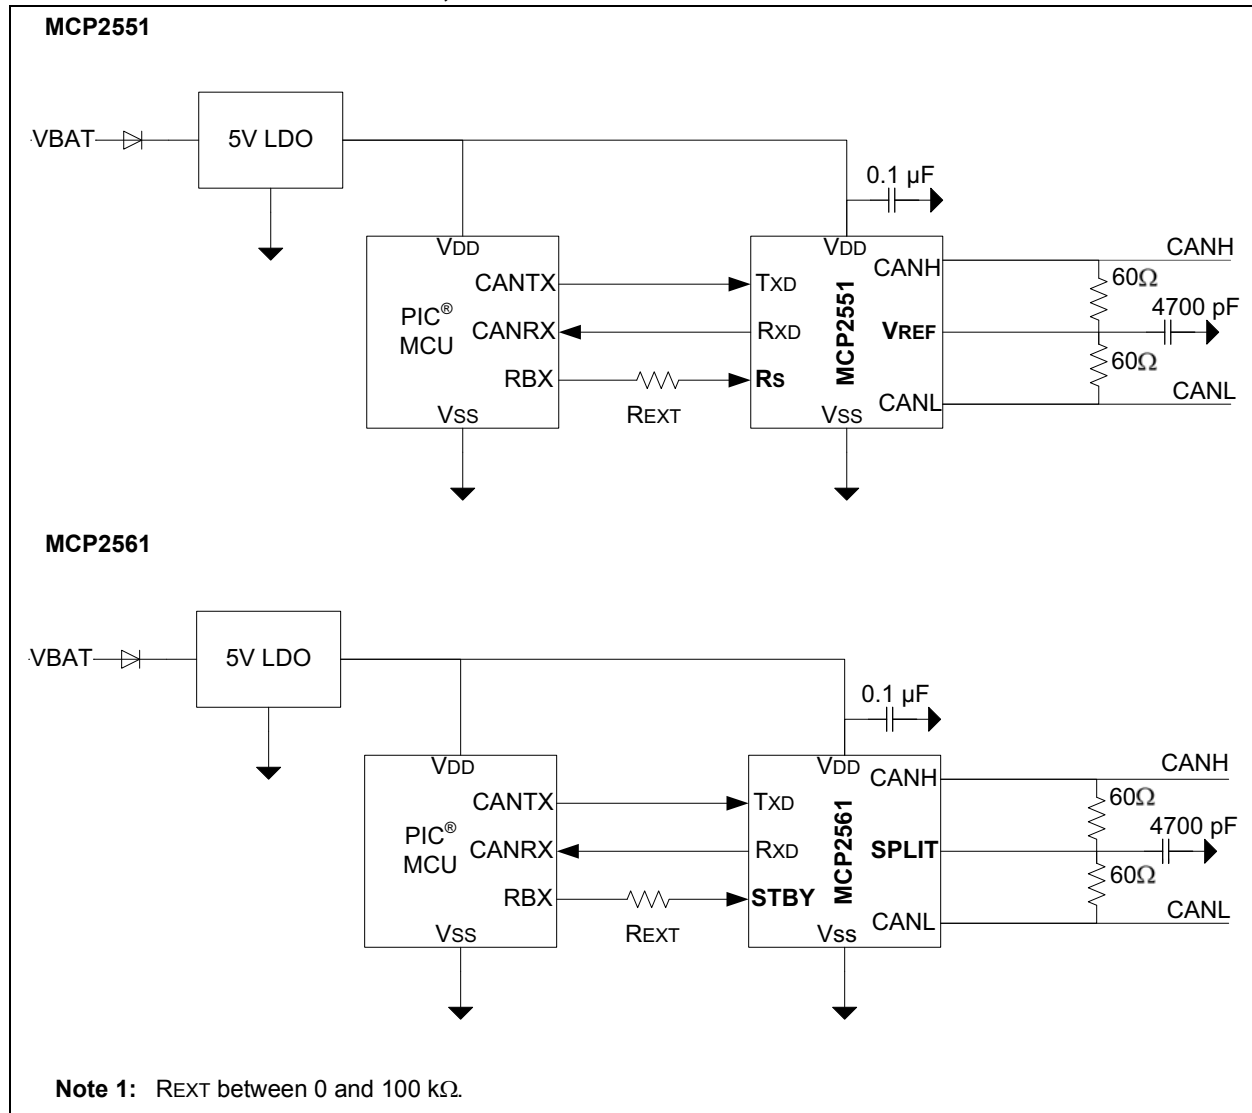 MCP2551
VBAT
5V LDO
0.1 µF
VDD
CANTX
CANRX
RBX
VSS
PIC®
MCU
REXT
VDD
TXD
RXD
RS
VSS
MCP2551
CANH
VREF
CANL
CANH
60Ω
4700 pF
60Ω
CANL
MCP2561
VBAT
5V LDO
0.1 µF
VDD
CANTX
CANRX
RBX
VSS
PIC®
MCU
REXT
VDD
TXD
RXD
STBY
Vss
MCP2561
CANH
SPLIT
CANL
CANH
60Ω
4700 pF
60Ω
CANL
Note 1: REXT between 0 and 100 kΩ.